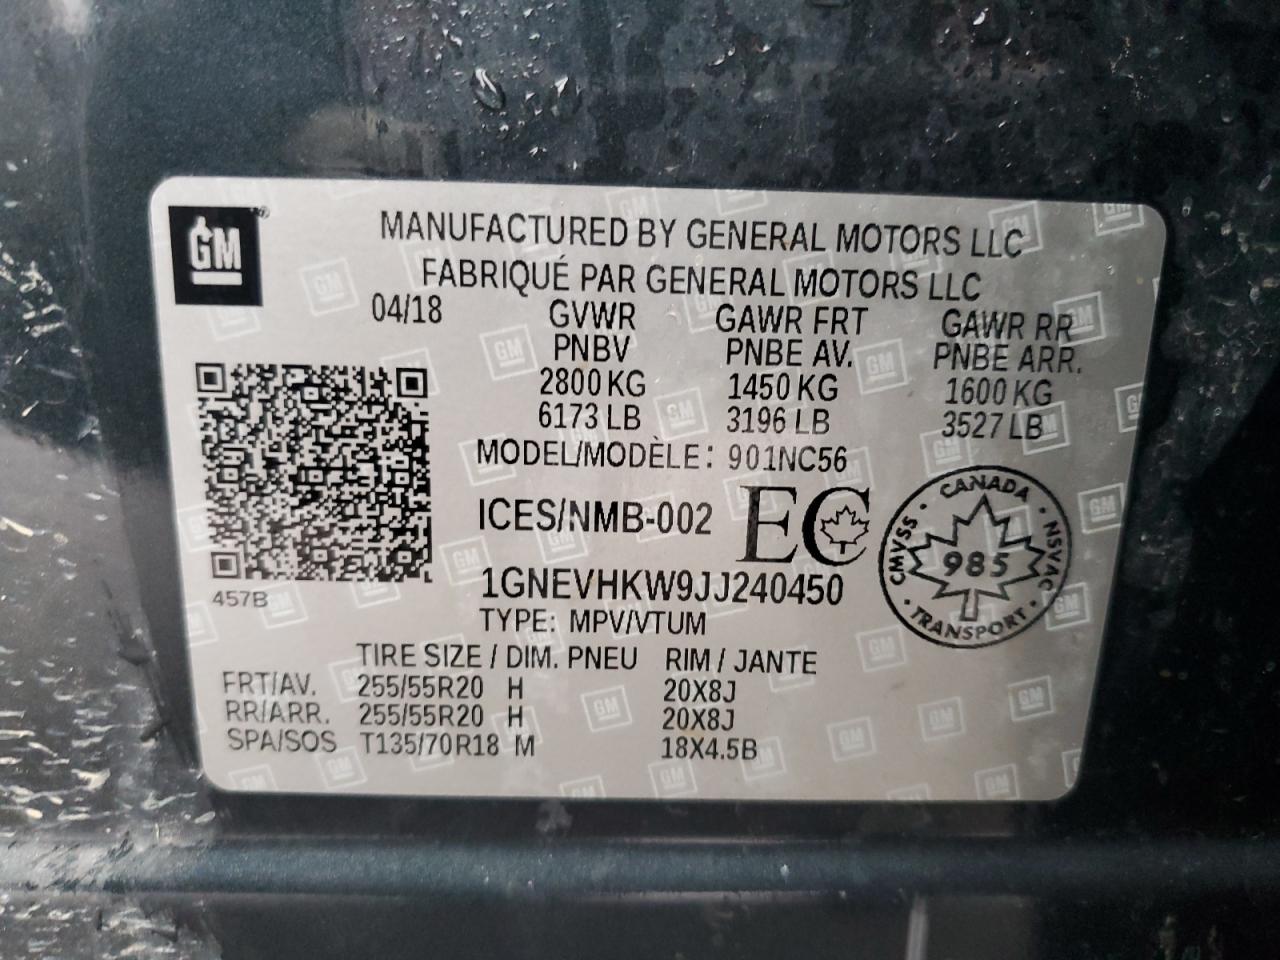 GM
MANUFACTURED BY GENERAL MOTORS LLC
FABRIQUÉ PAR GENERAL MOTORS LLC
04/18 GVWR GAWR FRT GAWR RR
PNBV PNBE AV. PNBE ARR.
2800 KG 1450 KG 1600 KG
6173 LB 3196 LB 3527 LB
MODEL/MODÈLE: 901NC56
ICES/NMB-002 EC
CANADA
CMVSS 985 NSVAC
TRANSPORT
1GNEVHKW9JJ240450
457B
TYPE: MPV/VTUM
TIRE SIZE / DIM. PNEU RIM / JANTE
FRT/AV. 255/55R20 H 20X8J
RR/ARR. 255/55R20 H 20X8J
SPA/SOS T135/70R18 M 18X4.5B